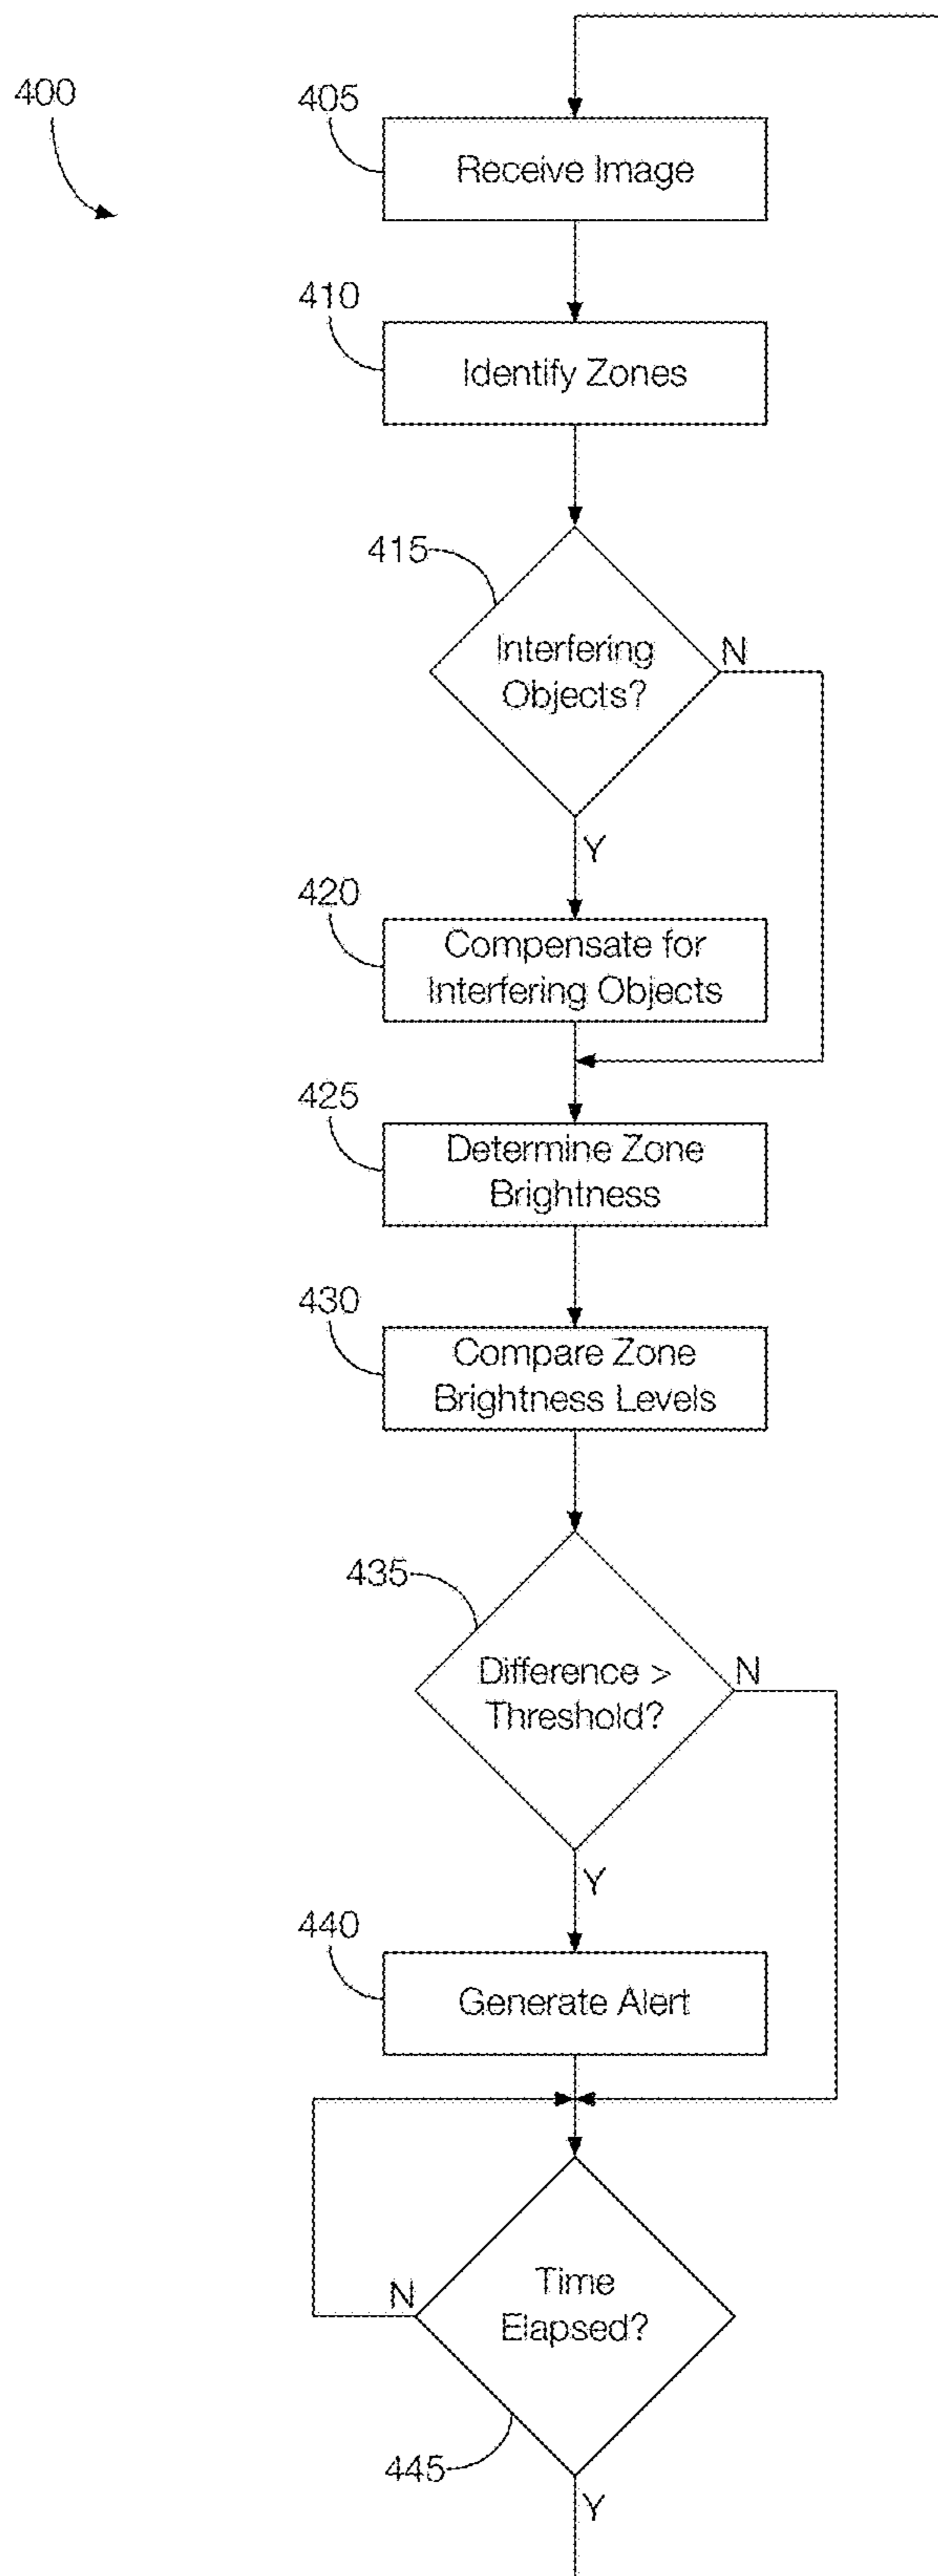 400
405
Receive Image
410
Identify Zones
415
Interfering
Objects?
N
Y
420
Compensate for
Interfering Objects
425
Determine Zone
Brightness
430
Compare Zone
Brightness Levels
435
Difference >
Threshold?
N
Y
440
Generate Alert
Time
Elapsed?
N
445
Y